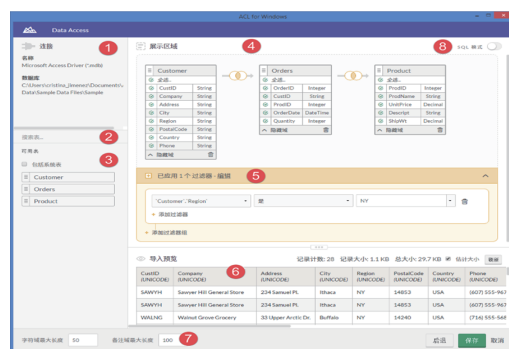 ACL for Windows
Data Access
连接
1
名称
Microsoft Access Driver (*.mdb)
数据库
C:\Users\cristina_jimenez\Documents\
Data\Sample Data Files\Sample
搜索表...
2
可用表
3
包括系统表
Customer
Orders
Product
展示区域
4
8
SQL 模式
Customer
全选...
CustID String
Company String
Address String
City String
Region String
PostalCode String
Country String
Phone String
隐藏域
Orders
全选...
OrderID Integer
CustID String
ProdID Integer
OrderDate DateTime
Quantity Integer
隐藏域
Product
全选...
ProdID Integer
ProdName String
UnitPrice Decimal
Descript String
ShipWt Decimal
隐藏域
已应用 1 个过滤器 - 编辑
5
'Customer'.'Region' 是 NY
+ 添加过滤器
+ 添加过滤器组
导入预览
记录计数: 28 记录大小: 1.1 KB 总大小: 29.7 KB 估计大小
6
CustID Company Address City Region PostalCode Country Phone
(UNICODE) (UNICODE) (UNICODE) (UNICODE) (UNICODE) (UNICODE) (UNICODE) (UNICODE)
SAWYH Sawyer Hill General Store 234 Samuel Pl. Ithaca NY 14853 USA (607) 555-967
SAWYH Sawyer Hill General Store 234 Samuel Pl. Ithaca NY 14853 USA (607) 555-967
WALNG Walnut Grove Grocery 33 Upper Arctic Dr. Buffalo NY 14240 USA (716) 555-565
字符域最大长度 50 备注域最大长度 100
7
保存
取消